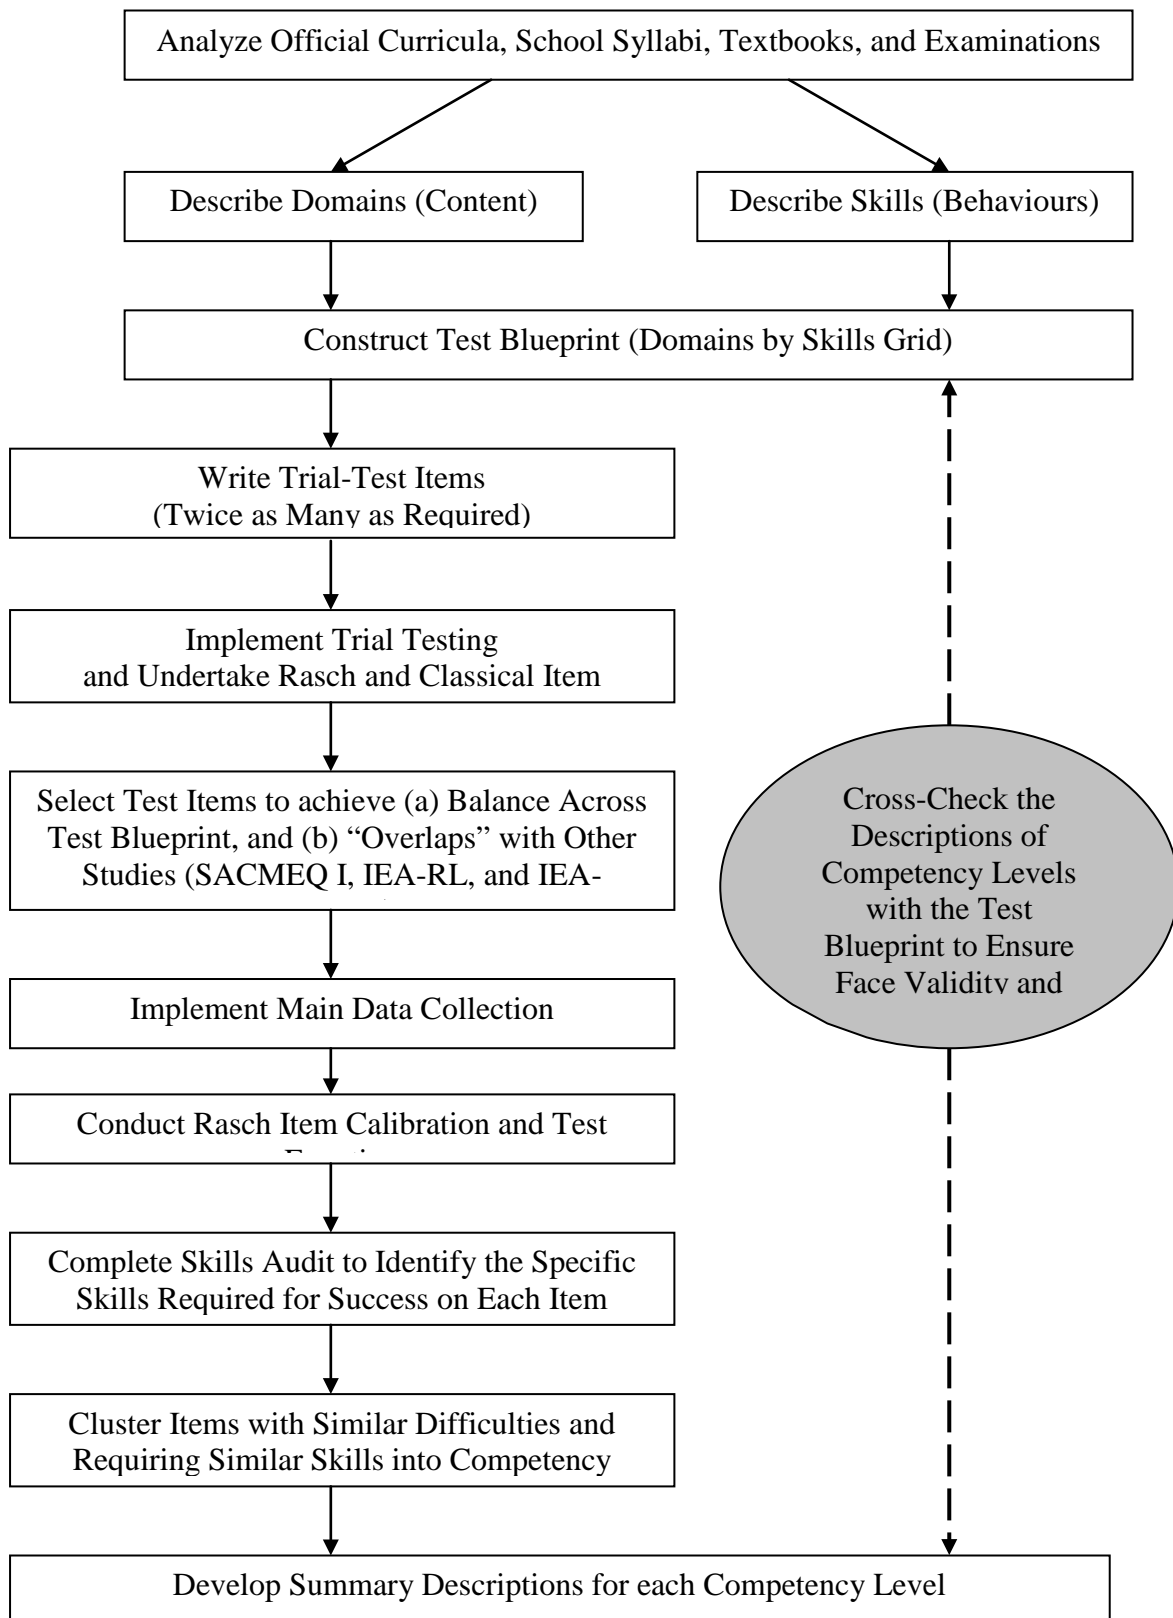 Analyze Official Curricula, School Syllabi, Textbooks, and Examinations
Describe Domains (Content)
Describe Skills (Behaviours)
Construct Test Blueprint (Domains by Skills Grid)
Write Trial-Test Items
(Twice as Many as Required)
Implement Trial Testing
and Undertake Rasch and Classical Item
Select Test Items to achieve (a) Balance Across
Test Blueprint, and (b) “Overlaps” with Other
Studies (SACMEQ I, IEA-RL, and IEA-
Cross-Check the
Descriptions of
Competency Levels
with the Test
Blueprint to Ensure
Face Validity and
Implement Main Data Collection
Conduct Rasch Item Calibration and Test
Complete Skills Audit to Identify the Specific
Skills Required for Success on Each Item
Cluster Items with Similar Difficulties and
Requiring Similar Skills into Competency
Develop Summary Descriptions for each Competency Level